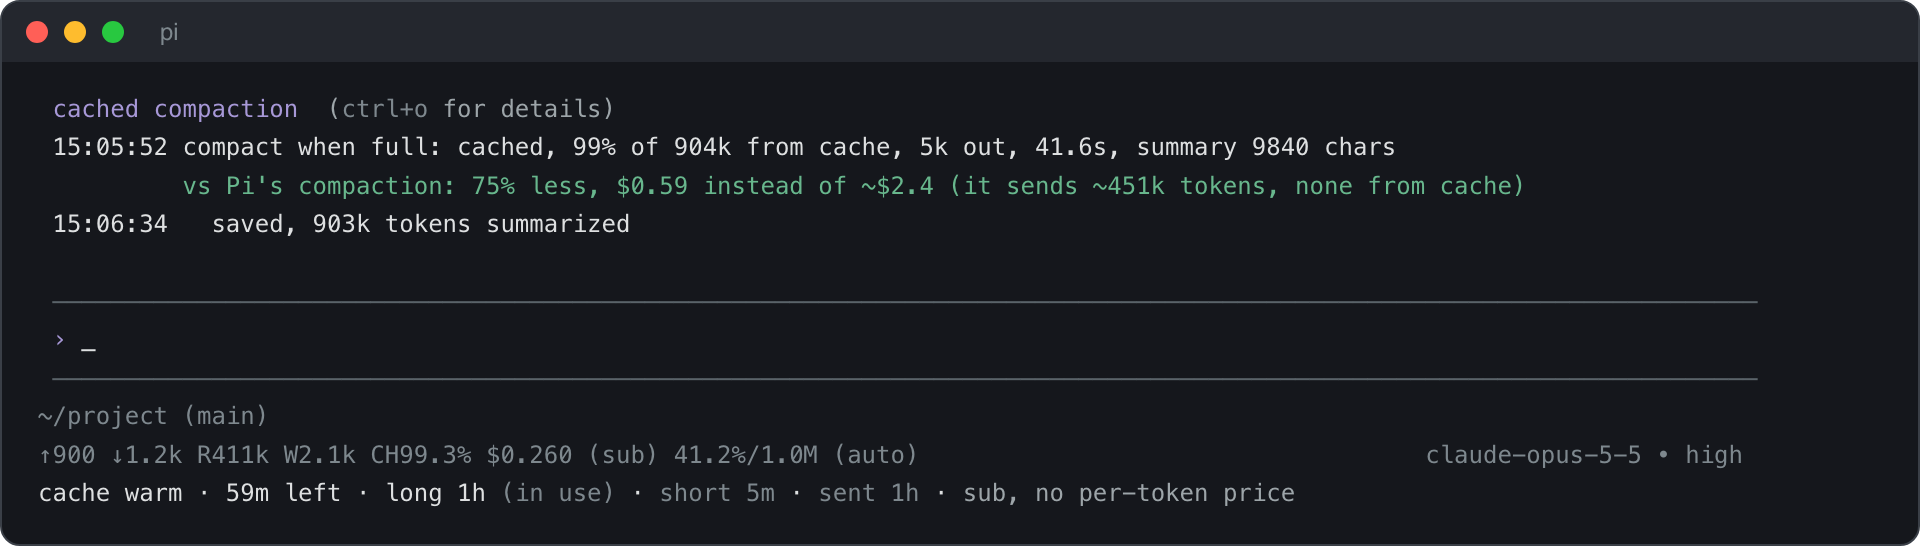 pi
cached compaction (ctrl+o for details)
15:05:52 compact when full: cached, 99% of 904k from cache, 5k out, 41.6s, summary 9840 chars
vs Pi's compaction: 75% less, $0.59 instead of ~$2.4 (it sends ~451k tokens, none from cache)
15:06:34 saved, 903k tokens summarized
› _
~/project (main)
↑900 ↓1.2k R411k W2.1k CH99.3% $0.260 (sub) 41.2%/1.0M (auto) claude-opus-5-5 • high
cache warm · 59m left · long 1h (in use) · short 5m · sent 1h · sub, no per-token price